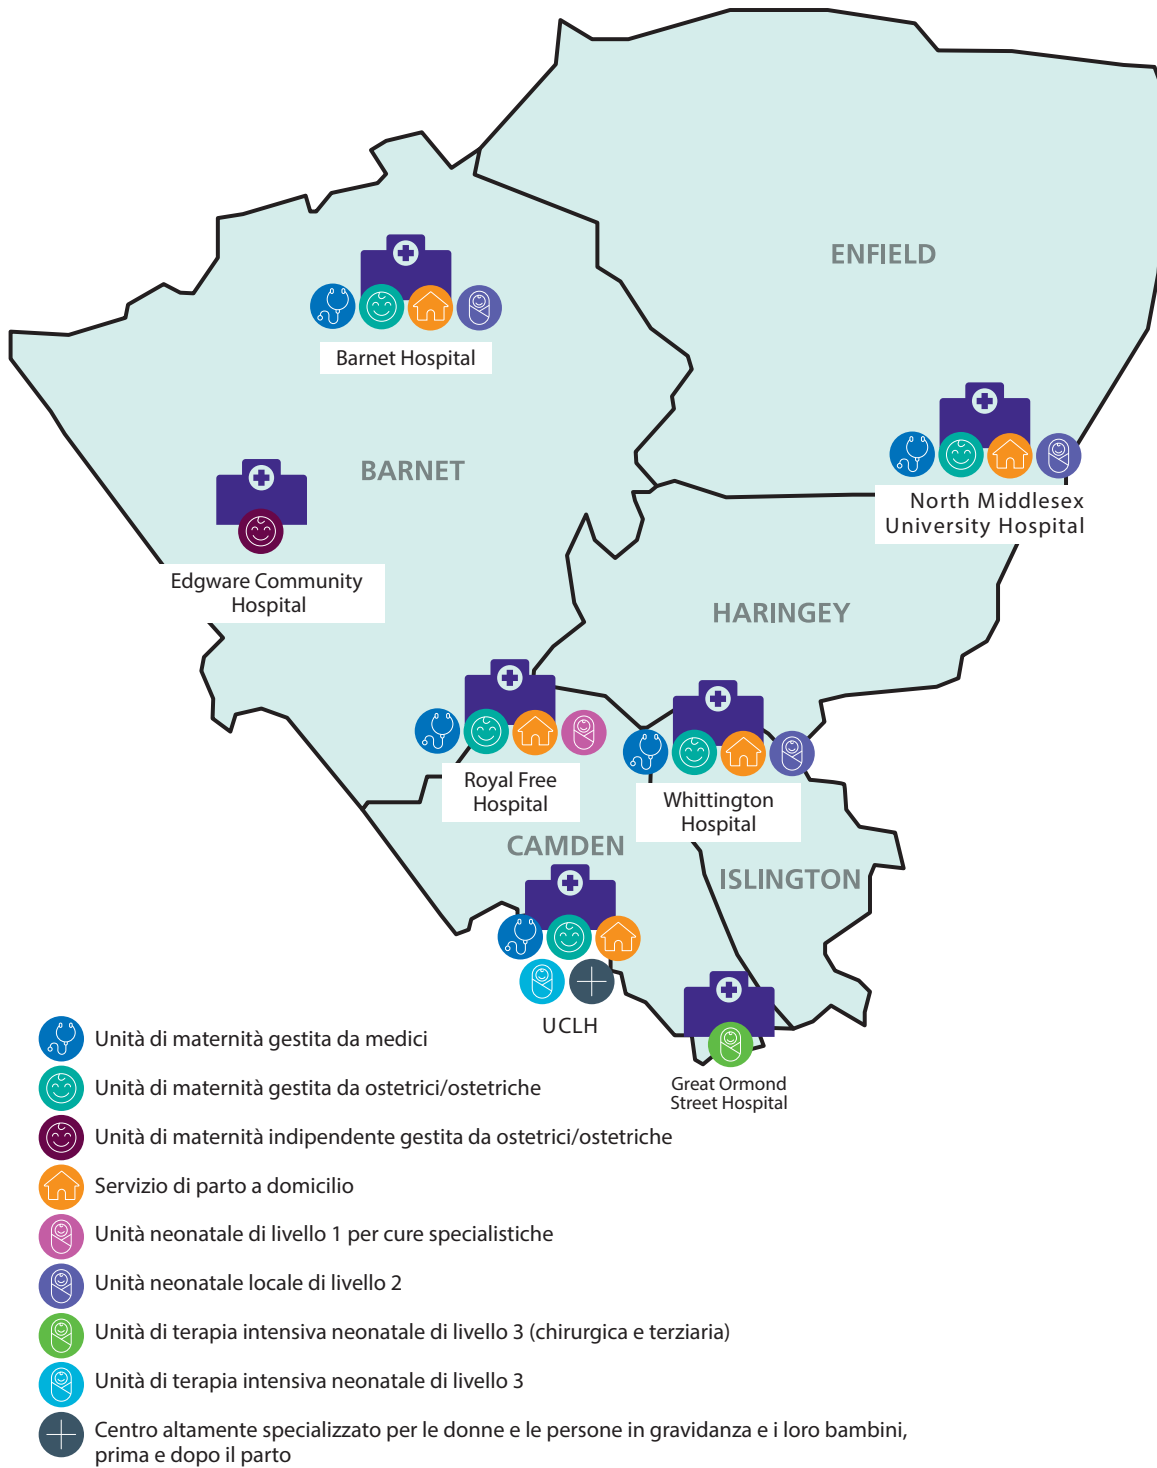 ENFIELD
Barnet Hospital
BARNET
North Middlesex
University Hospital
Edgware Community
Hospital
HARINGEY
Royal Free
Hospital
Whittington
Hospital
CAMDEN
ISLINGTON
UCLH
Great Ormond
Street Hospital
Unità di maternità gestita da medici
Unità di maternità gestita da ostetrici/ostetriche
Unità di maternità indipendente gestita da ostetrici/ostetriche
Servizio di parto a domicilio
Unità neonatale di livello 1 per cure specialistiche
Unità neonatale locale di livello 2
Unità di terapia intensiva neonatale di livello 3 (chirurgica e terziaria)
Unità di terapia intensiva neonatale di livello 3
Centro altamente specializzato per le donne e le persone in gravidanza e i loro bambini,
prima e dopo il parto